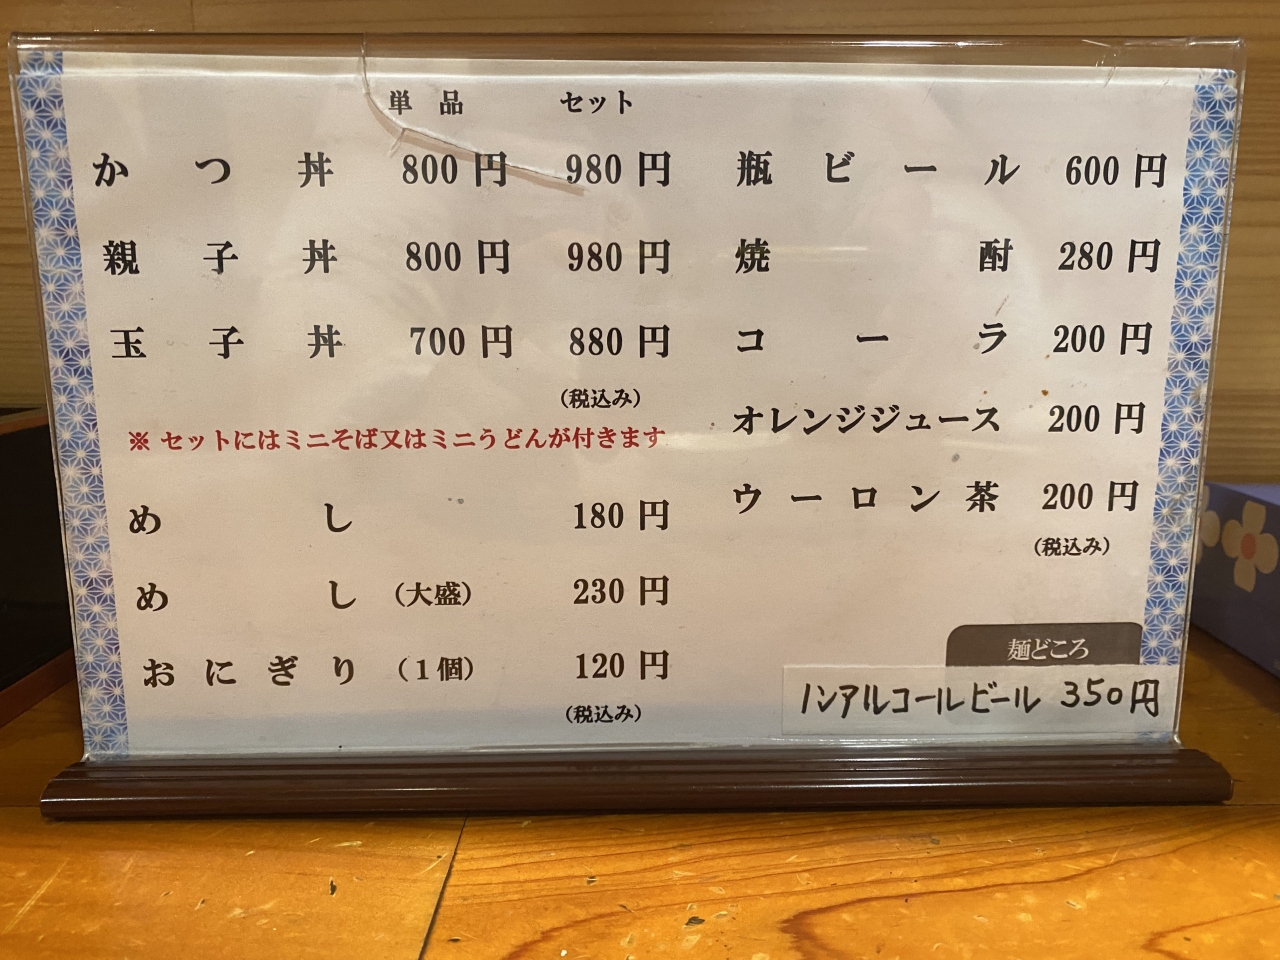 単品 セット
かつ丼 800円 980円
親子丼 800円 980円
玉子丼 700円 880円
(税込み)
※ セットにはミニそば又はミニうどんが付きます
めし 180円
めし (大盛) 230円
おにぎり (1個) 120円
(税込み)
瓶ビール 600円
焼酎 280円
コーラ 200円
オレンジジュース 200円
ウーロン茶 200円
(税込み)
麺どころ
ノンアルコールビール 350円